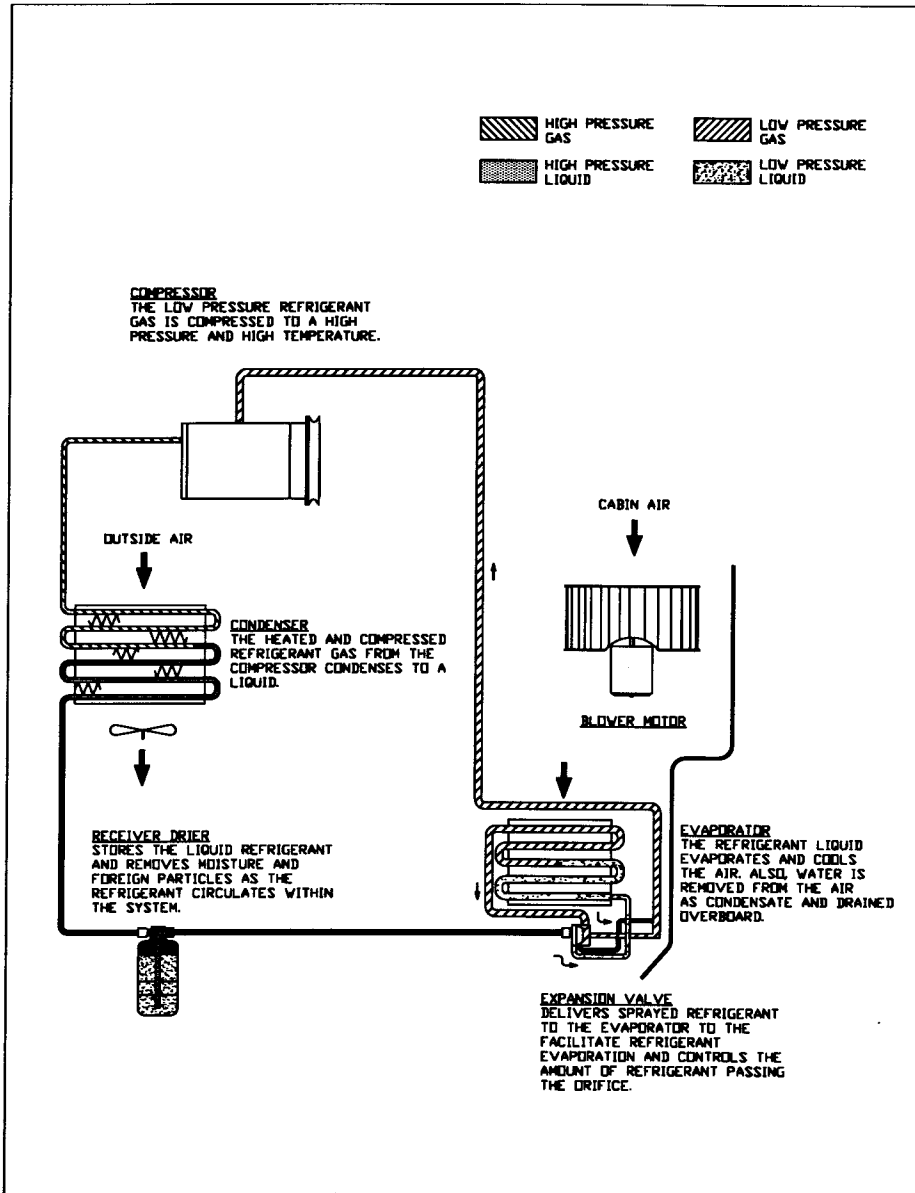 HIGH PRESSURE
GAS
LOW PRESSURE
GAS
HIGH PRESSURE
LIQUID
LOW PRESSURE
LIQUID
COMPRESSOR
THE LOW PRESSURE REFRIGERANT
GAS IS COMPRESSED TO A HIGH
PRESSURE AND HIGH TEMPERATURE.
CABIN AIR
OUTSIDE AIR
CONDENSER
THE HEATED AND COMPRESSED
REFRIGERANT GAS FROM THE
COMPRESSOR CONDENSES TO A
LIQUID.
BLOWER MOTOR
RECEIVER DRIER
STORES THE LIQUID REFRIGERANT
AND REMOVES MOISTURE AND
FOREIGN PARTICLES AS THE
REFRIGERANT CIRCULATES WITHIN
THE SYSTEM.
EVAPORATOR
THE REFRIGERANT LIQUID
EVAPORATES AND COOLS
THE AIR. ALSO, WATER IS
REMOVED FROM THE AIR
AS CONDENSATE AND DRAINED
OVERBOARD.
EXPANSION VALVE
DELIVERS SPRAYED REFRIGERANT
TO THE EVAPORATOR TO THE
FACILITATE REFRIGERANT
EVAPORATION AND CONTROLS THE
AMOUNT OF REFRIGERANT PASSING
THE ORIFICE.